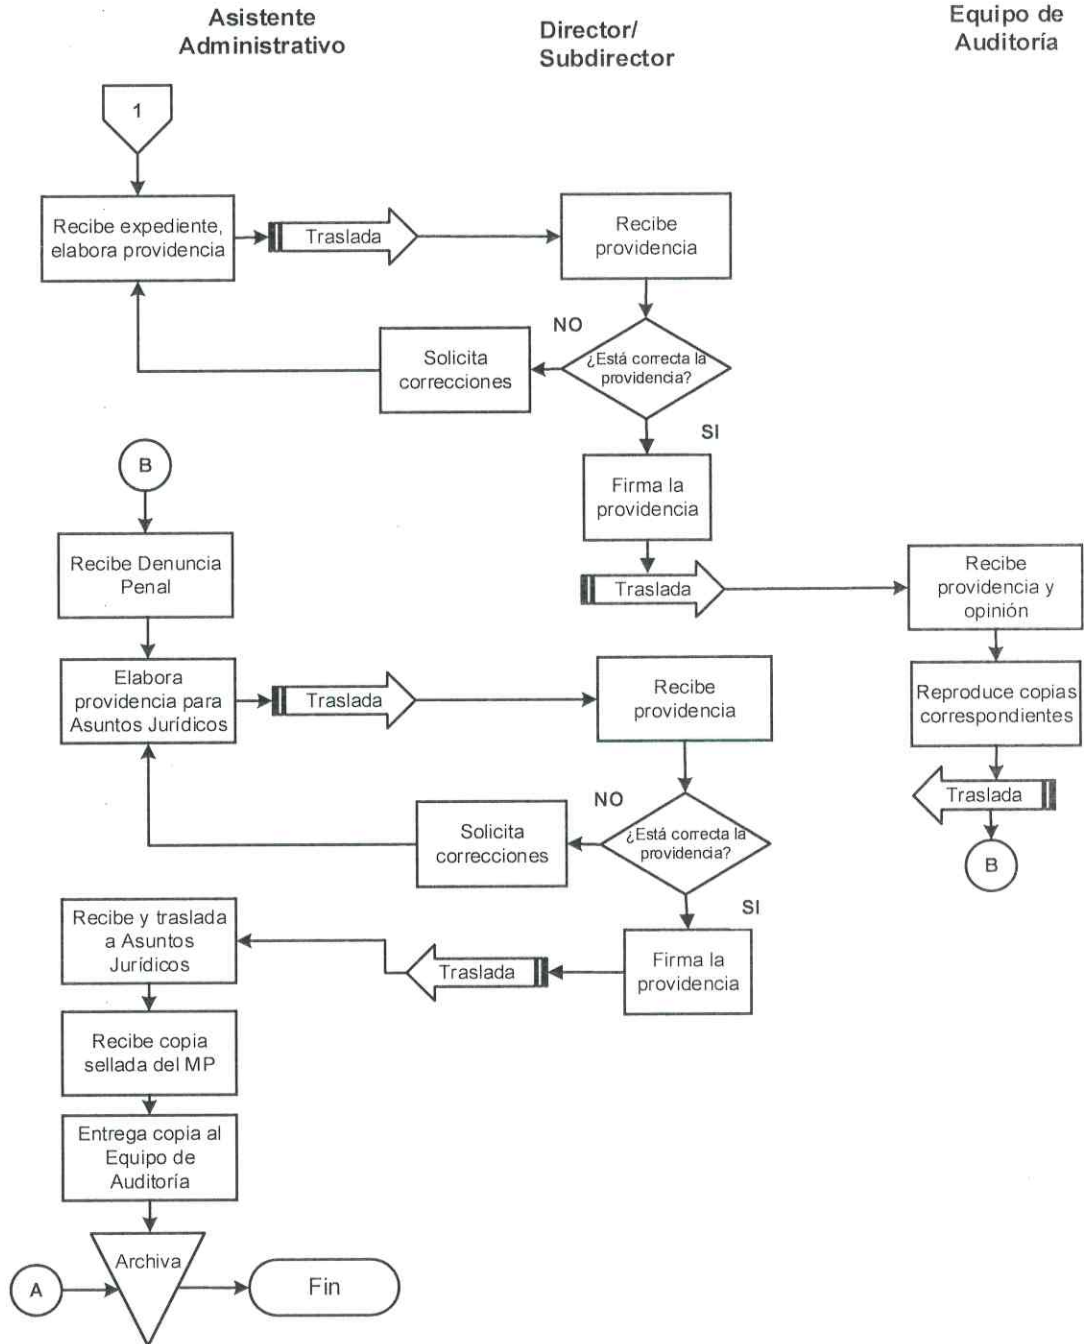 Asistente
Administrativo
Director/
Subdirector
Equipo de
Auditoría
1
Recibe expediente,
elabora providencia
Traslada
Recibe
providencia
NO
¿Está correcta la
providencia?
Solicita
correcciones
SI
Firma la
providencia
Traslada
Recibe
providencia y
opinión
Reproduce copias
correspondientes
Traslada
B
B
Recibe Denuncia
Penal
Elabora
providencia para
Asuntos Jurídicos
Traslada
Recibe
providencia
NO
¿Está correcta la
providencia?
Solicita
correcciones
SI
Firma la
providencia
Traslada
Recibe y traslada
a Asuntos
Jurídicos
Recibe copia
sellada del MP
Entrega copia al
Equipo de
Auditoría
Archiva
A
Fin